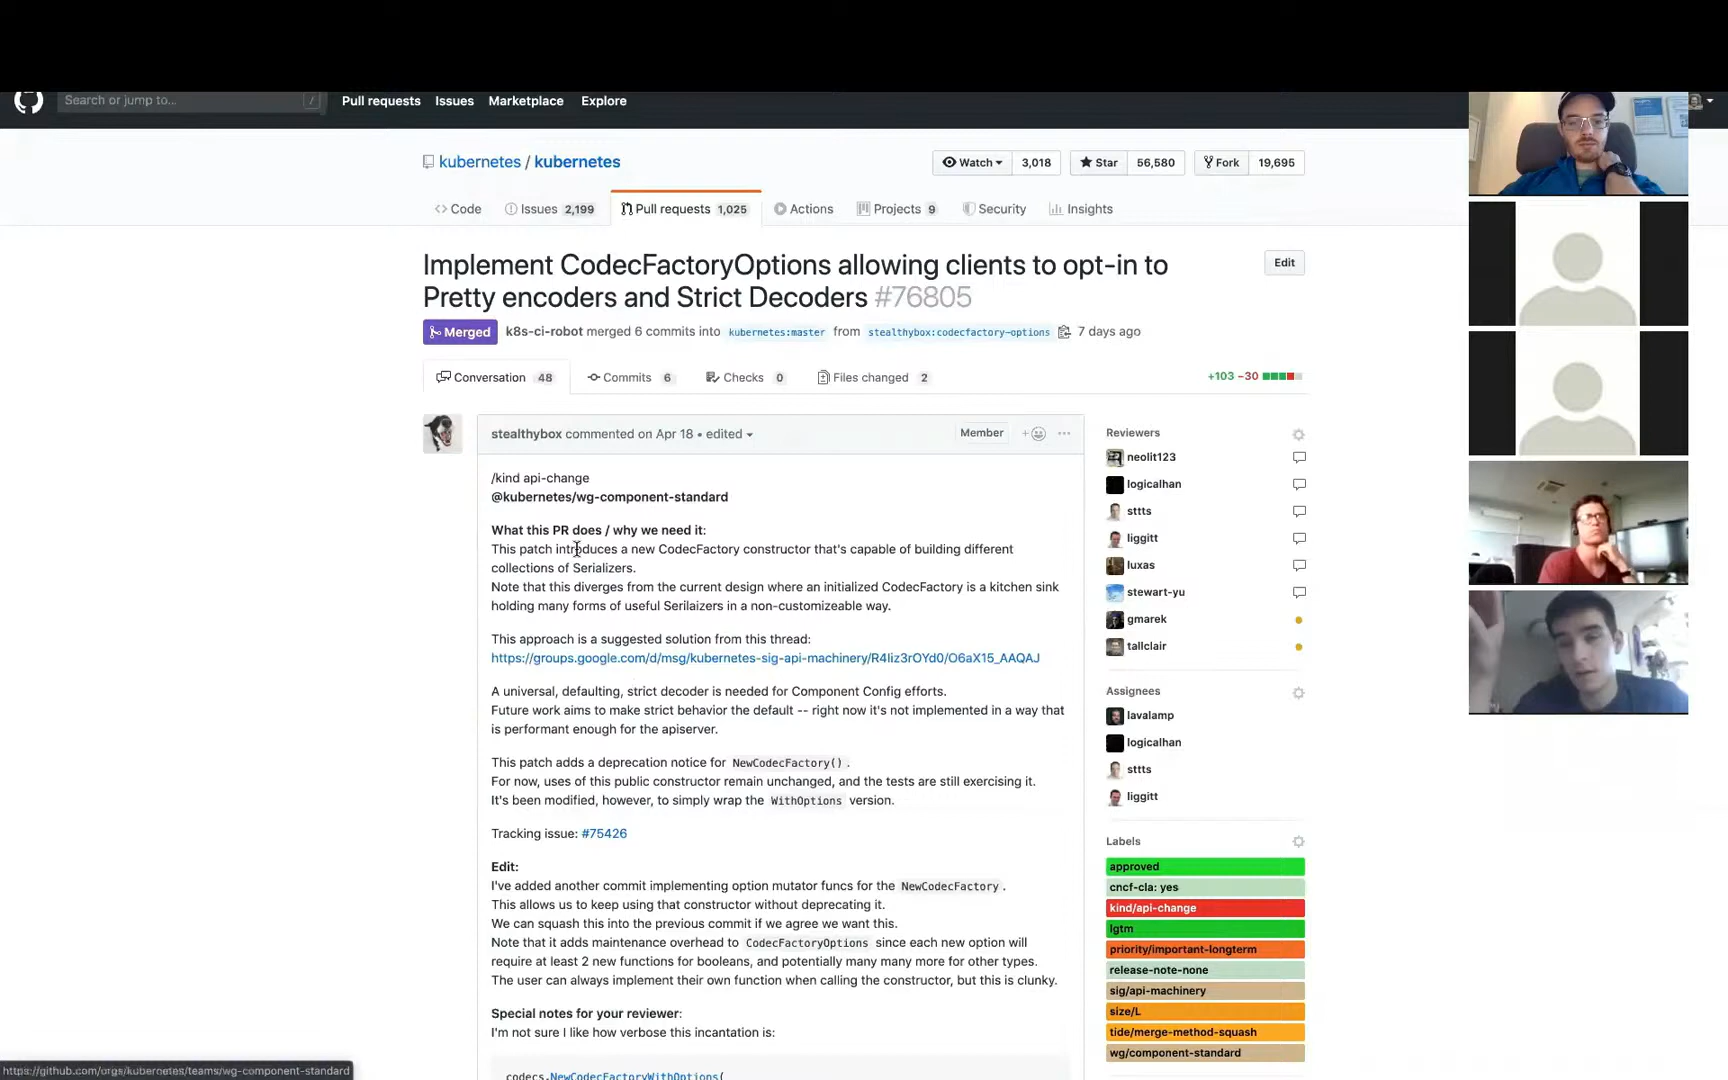 Search or jump to...
/
Pull requests
Issues
Marketplace
Explore
kubernetes / kubernetes
Watch
3,018
Star
56,580
Fork
19,695
Code
Issues 2,199
Pull requests 1,025
Actions
Projects 9
Security
Insights
Implement CodecFactoryOptions allowing clients to opt-in to
Pretty encoders and Strict Decoders #76805
Edit
Merged
k8s-ci-robot merged 6 commits into kubernetes:master from stealthybox:codecfactory-options 7 days ago
Conversation 48
Commits 6
Checks 0
Files changed 2
+103 −30
stealthybox commented on Apr 18 • edited
Member
/kind api-change
@kubernetes/wg-component-standard
What this PR does / why we need it:
This patch introduces a new CodecFactory constructor that's capable of building different
collections of Serializers.
Note that this diverges from the current design where an initialized CodecFactory is a kitchen sink
holding many forms of useful Serilaizers in a non-customizeable way.
This approach is a suggested solution from this thread:
https://groups.google.com/d/msg/kubernetes-sig-api-machinery/R4Iiz3rOYd0/O6aX15_AAQAJ
A universal, defaulting, strict decoder is needed for Component Config efforts.
Future work aims to make strict behavior the default -- right now it's not implemented in a way that
is performant enough for the apiserver.
This patch adds a deprecation notice for NewCodecFactory() .
For now, uses of this public constructor remain unchanged, and the tests are still exercising it.
It's been modified, however, to simply wrap the WithOptions version.
Tracking issue: #75426
Edit:
I've added another commit implementing option mutator funcs for the NewCodecFactory .
This allows us to keep using that constructor without deprecating it.
We can squash this into the previous commit if we agree we want this.
Note that it adds maintenance overhead to CodecFactoryOptions since each new option will
require at least 2 new functions for booleans, and potentially many many more for other types.
The user can always implement their own function when calling the constructor, but this is clunky.
Special notes for your reviewer:
I'm not sure I like how verbose this incantation is:
codecs.NewCodecFactoryWithOptions(
Reviewers
neolit123
logicalhan
sttts
liggitt
luxas
stewart-yu
gmarek
tallclair
Assignees
lavalamp
logicalhan
sttts
liggitt
Labels
approved
cncf-cla: yes
kind/api-change
lgtm
priority/important-longterm
release-note-none
sig/api-machinery
size/L
tide/merge-method-squash
wg/component-standard
https://github.com/orgs/kubernetes/teams/wg-component-standard